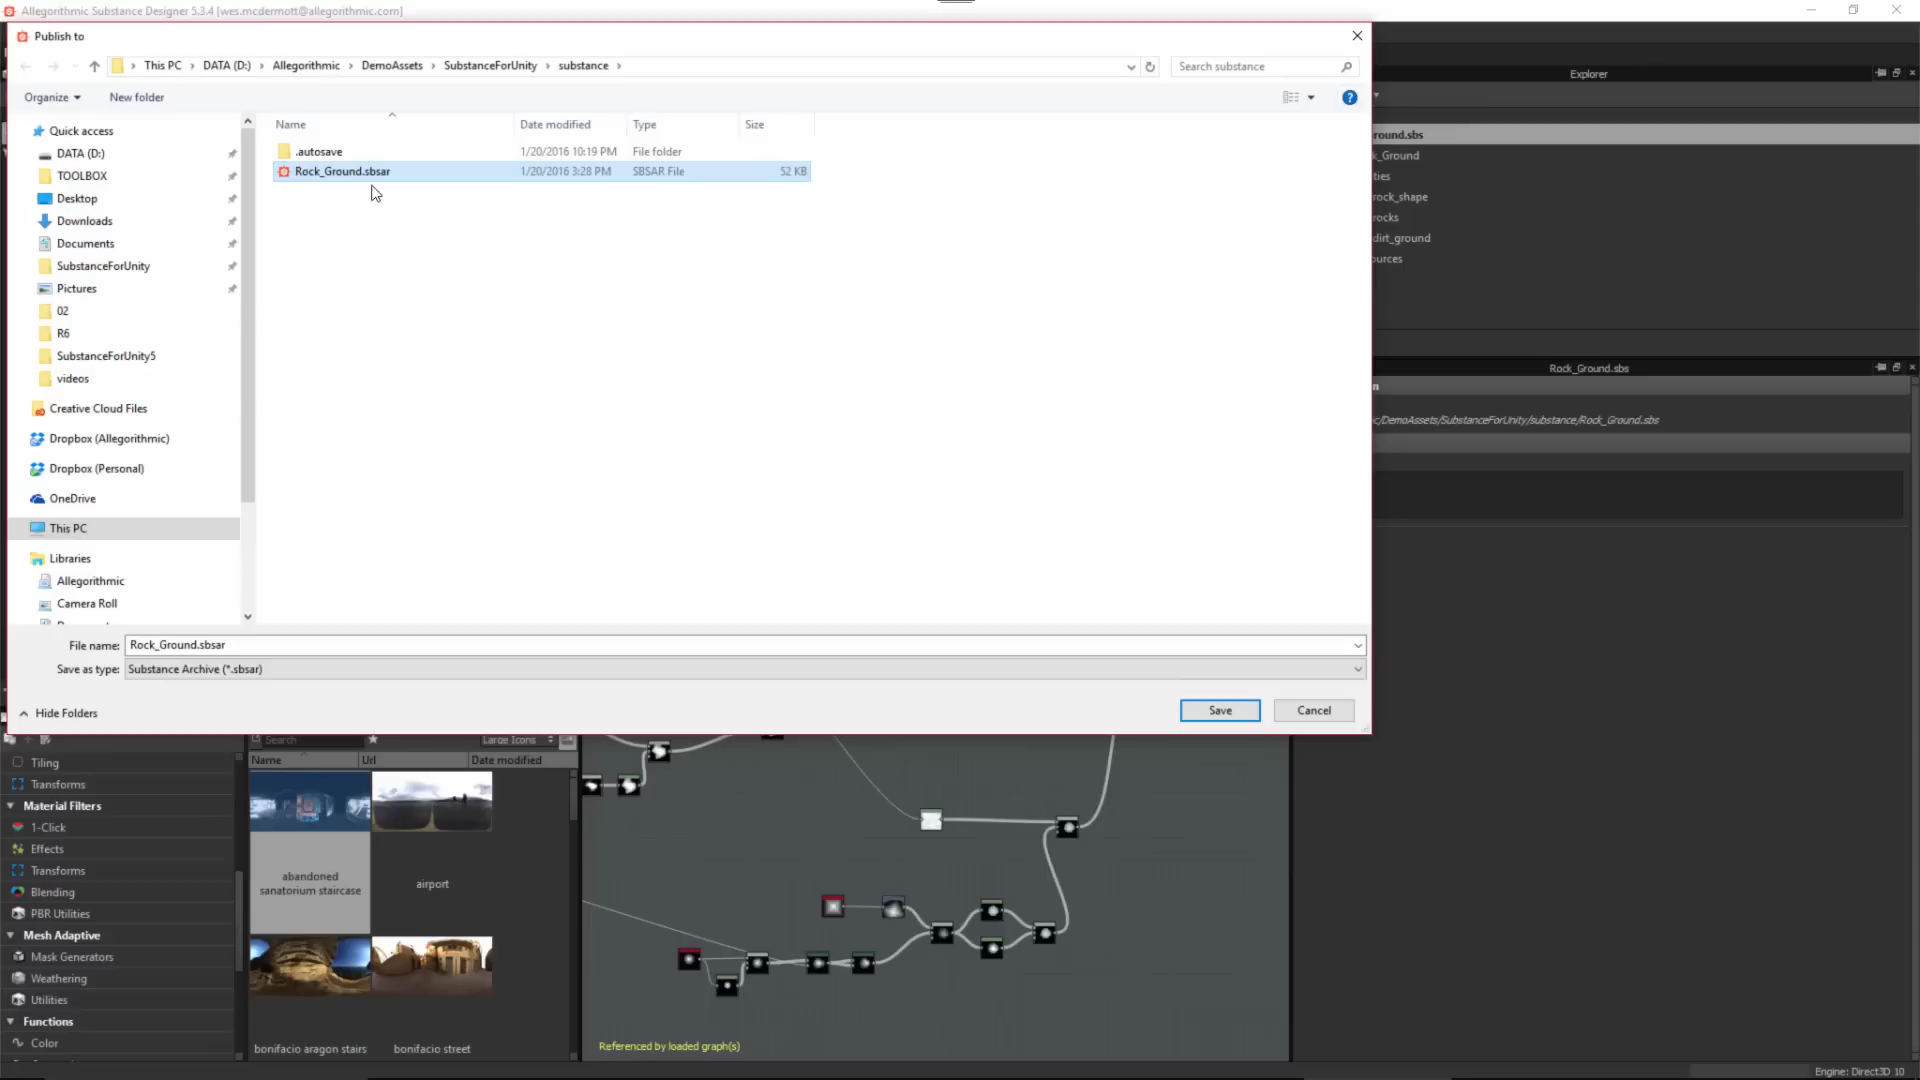 Allegorithmic Substance Designer 5.3.4 [wes.mcdermott@allegorithmic.com]
Publish to
This PC > DATA (D:) > Allegorithmic > DemoAssets > SubstanceForUnity > substance >
Search substance
Organize
New folder
Name
Date modified
Type
Size
.autosave
1/20/2016 10:19 PM
File folder
Rock_Ground.sbsar
1/20/2016 3:28 PM
SBSAR File
52 KB
Quick access
DATA (D:)
TOOLBOX
Desktop
Downloads
Documents
SubstanceForUnity
Pictures
02
R6
SubstanceForUnity5
videos
Creative Cloud Files
Dropbox (Allegorithmic)
Dropbox (Personal)
OneDrive
This PC
Libraries
Allegorithmic
Camera Roll
File name:
Rock_Ground.sbsar
Save as type:
Substance Archive (*.sbsar)
Hide Folders
Save
Cancel
Explorer
round.sbs
k_Ground
ties
rock_shape
rocks
dirt_ground
ources
Rock_Ground.sbs
n
c/DemoAssets/SubstanceForUnity/substance/Rock_Ground.sbs
Tiling
Transforms
Material Filters
1-Click
Effects
Transforms
Blending
PBR Utilities
Mesh Adaptive
Mask Generators
Weathering
Utilities
Functions
Color
Search
Large Icons
Name
Url
Date modified
abandoned
sanatorium staircase
airport
bonifacio aragon stairs
bonifacio street
Referenced by loaded graph(s)
Engine: Direct3D 10